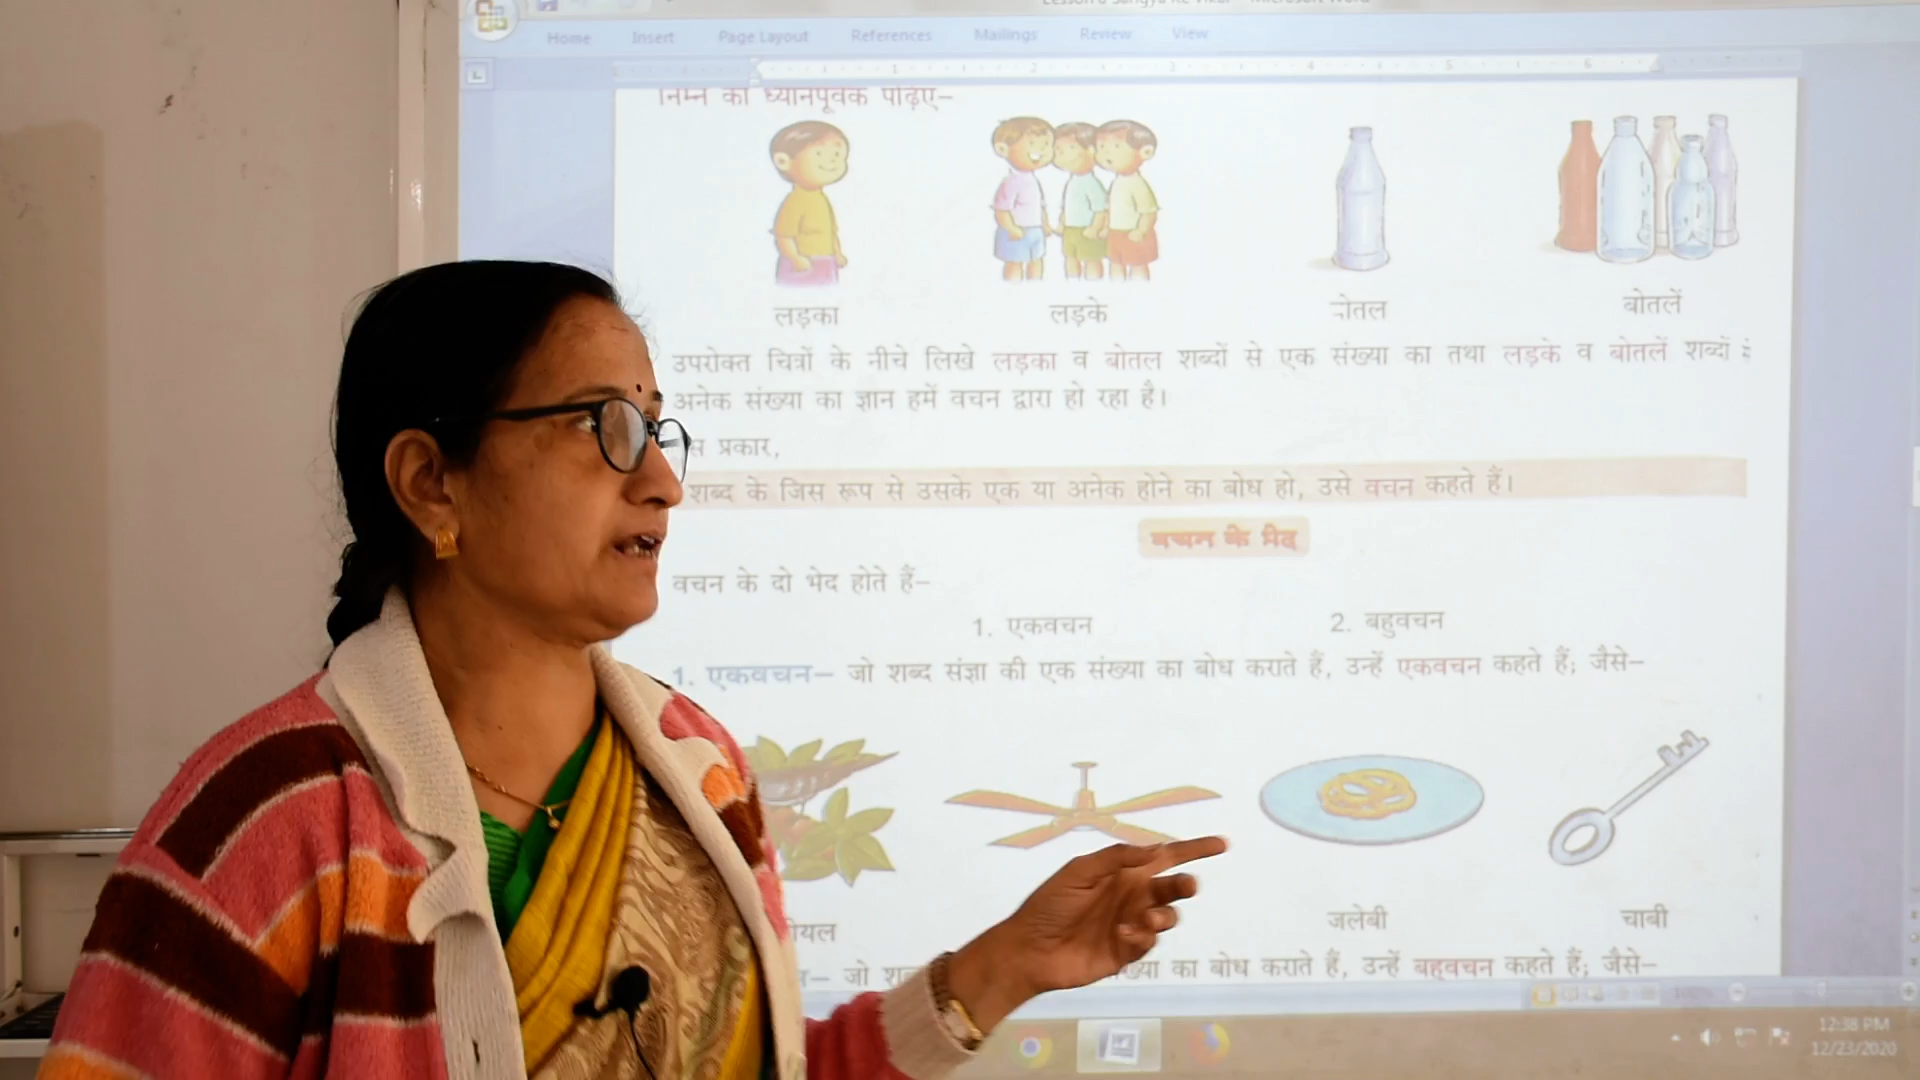 Home Insert Page Layout References Mailings Review View
निम्न को ध्यानपूर्वक पढ़िए–
लड़का लड़के बोतलें
उपरोक्त चित्रों के नीचे लिखे लड़का व बोतल शब्दों से एक संख्या का तथा लड़के व बोतलें शब्दों
अनेक संख्या का ज्ञान हमें वचन द्वारा हो रहा है।
प्रकार,
शब्द के जिस रूप से उसके एक या अनेक होने का बोध हो, उसे वचन कहते हैं।
वचन के भेद
वचन के दो भेद होते हैं–
1. एकवचन 2. बहुवचन
1. एकवचन– जो शब्द संज्ञा की एक संख्या का बोध कराते हैं, उन्हें एकवचन कहते हैं; जैसे–
जलेबी चाबी
जो का बोध कराते हैं, उन्हें बहुवचन कहते हैं; जैसे–
12:38 PM
12/23/2020